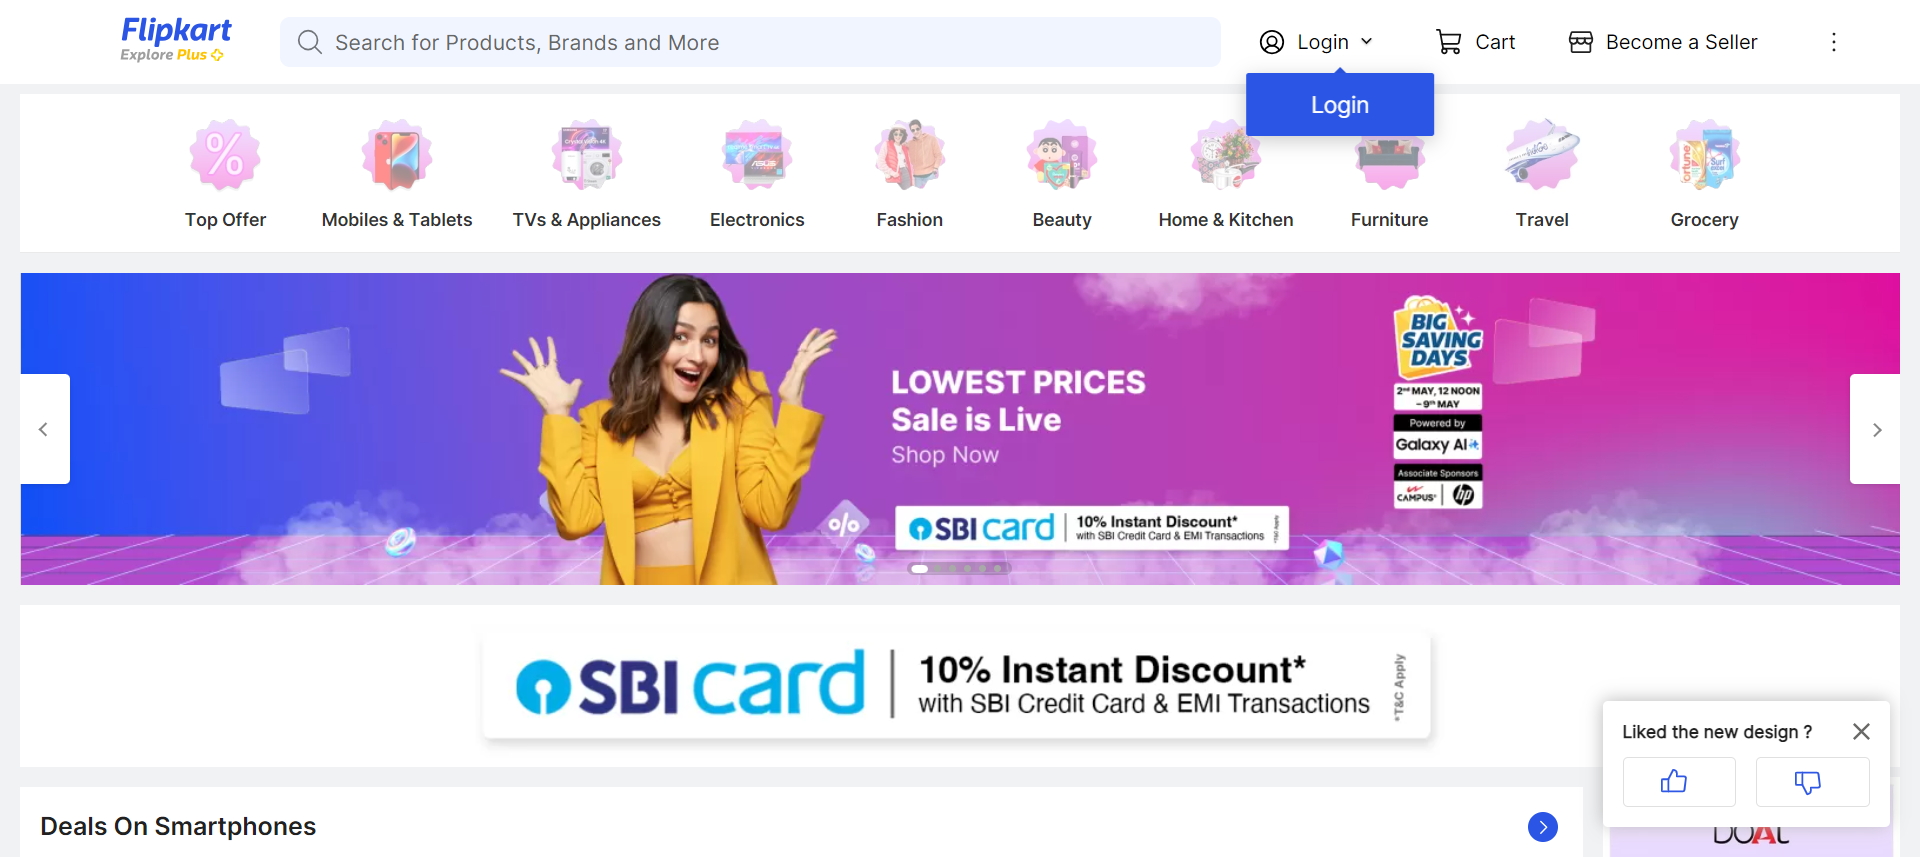 Flipkart
Explore Plus
Search for Products, Brands and More
Login
Cart
Become a Seller
Login
Top Offer
Mobiles & Tablets
TVs & Appliances
Electronics
Fashion
Beauty
Home & Kitchen
Furniture
Travel
Grocery
LOWEST PRICES
Sale is Live
Shop Now
SBI card
10% Instant Discount*
with SBI Credit Card & EMI Transactions
*T&C Apply
BIG
SAVING
DAYS
2nd MAY, 12 NOON
– 9th MAY
Powered by
Galaxy AI
Associate Sponsors
CAMPUS
hp
SBI card
10% Instant Discount*
with SBI Credit Card & EMI Transactions
*T&C Apply
Liked the new design ?
Deals On Smartphones